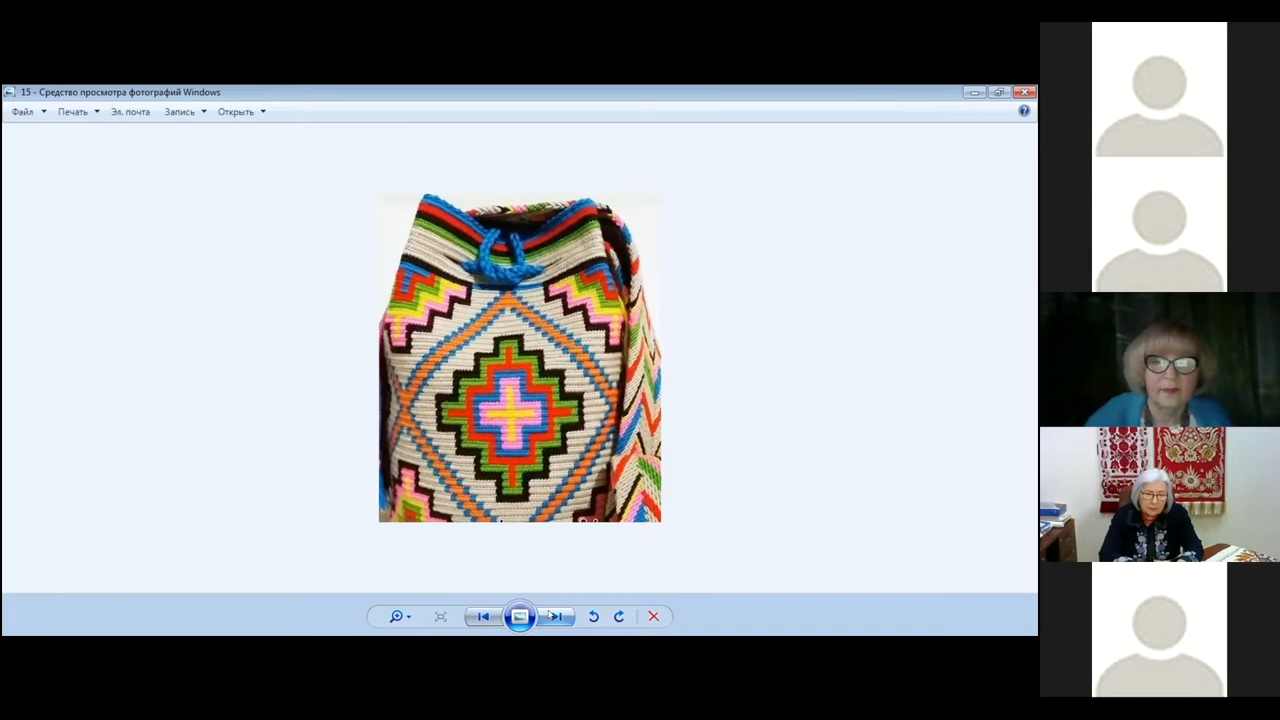 15 - Средство просмотра фотографий Windows
Файл Печать Эл. почта Запись Открыть